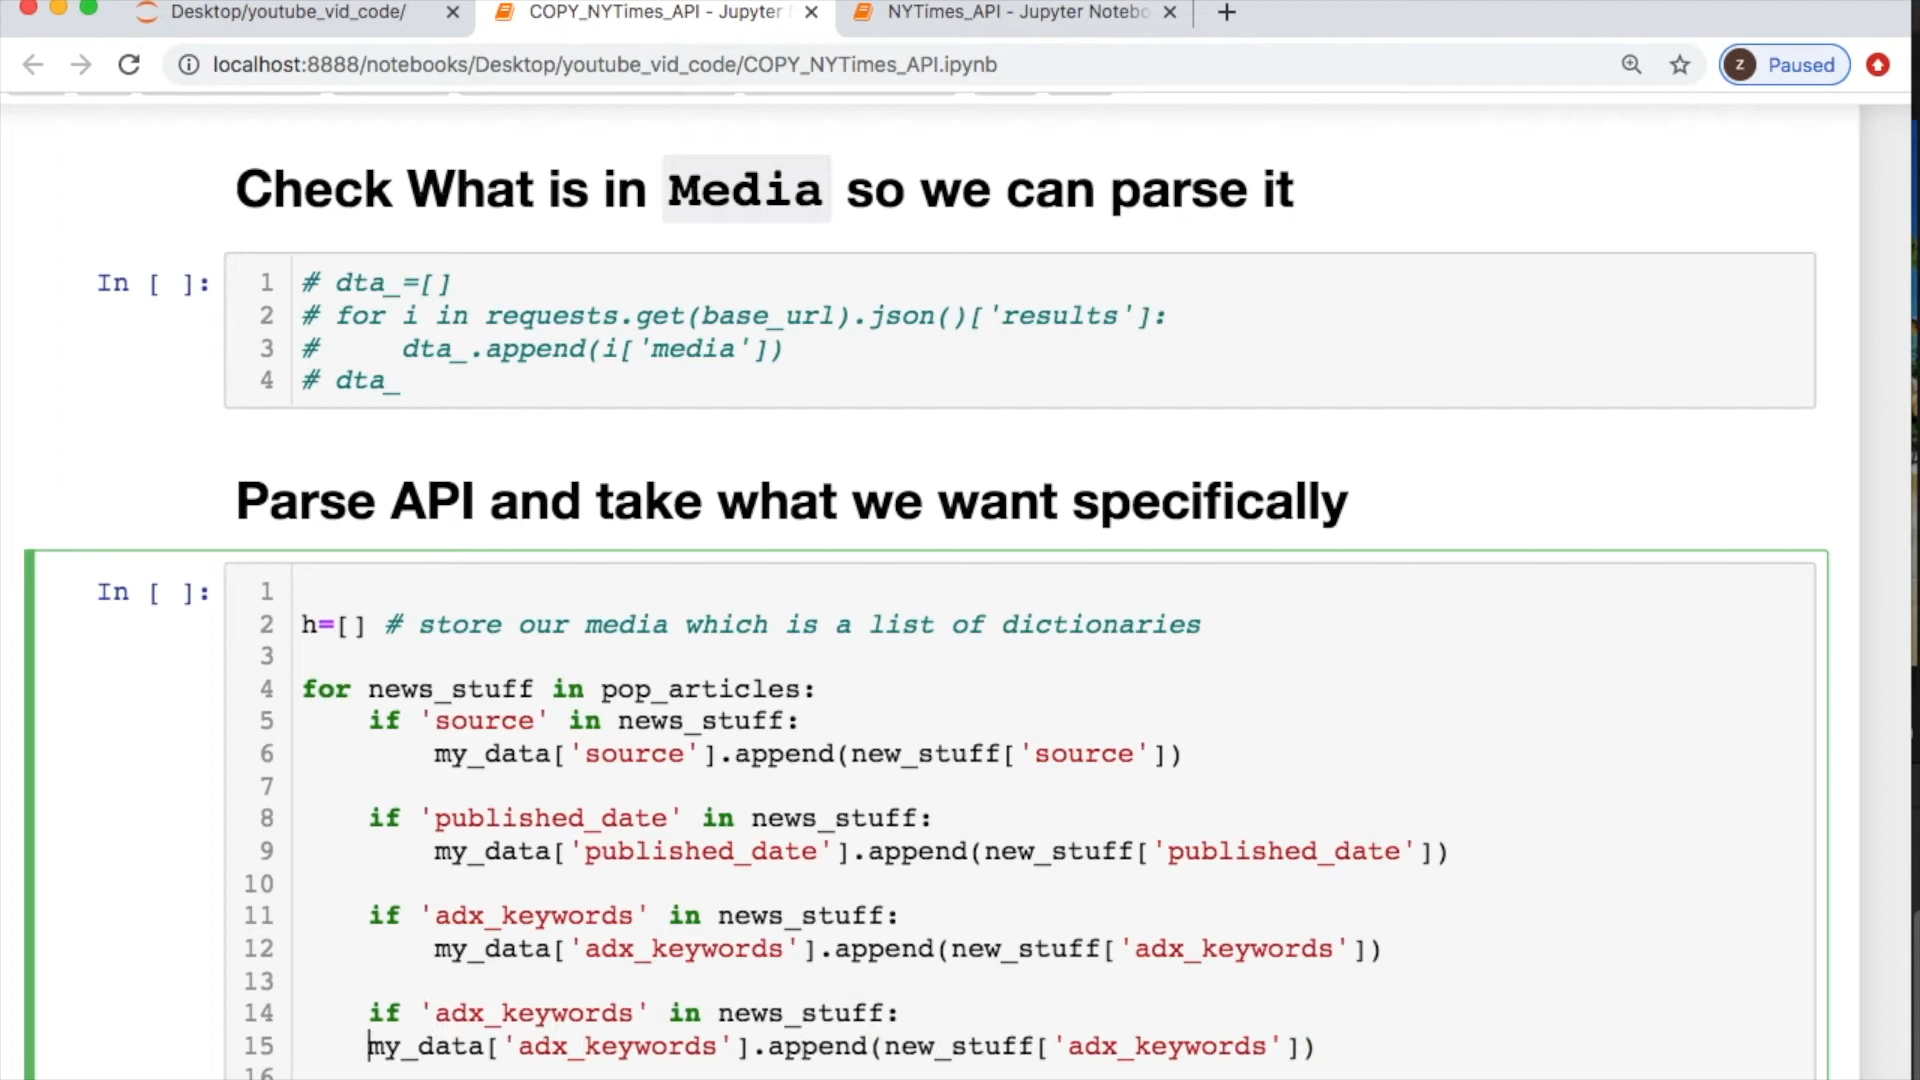 Desktop/youtube_vid_code/
COPY_NYTimes_API - Jupyter
NYTimes_API - Jupyter Notebo
localhost:8888/notebooks/Desktop/youtube_vid_code/COPY_NYTimes_API.ipynb
z Paused
Check What is in Media so we can parse it
In [ ]:
1 # dta_=[]
2 # for i in requests.get(base_url).json()['results']:
3 #     dta_.append(i['media'])
4 # dta_
Parse API and take what we want specifically
In [ ]:
1
2 h=[] # store our media which is a list of dictionaries
3
4 for news_stuff in pop_articles:
5     if 'source' in news_stuff:
6         my_data['source'].append(new_stuff['source'])
7
8     if 'published_date' in news_stuff:
9         my_data['published_date'].append(new_stuff['published_date'])
10
11     if 'adx_keywords' in news_stuff:
12         my_data['adx_keywords'].append(new_stuff['adx_keywords'])
13
14     if 'adx_keywords' in news_stuff:
15     my_data['adx_keywords'].append(new_stuff['adx_keywords'])
16